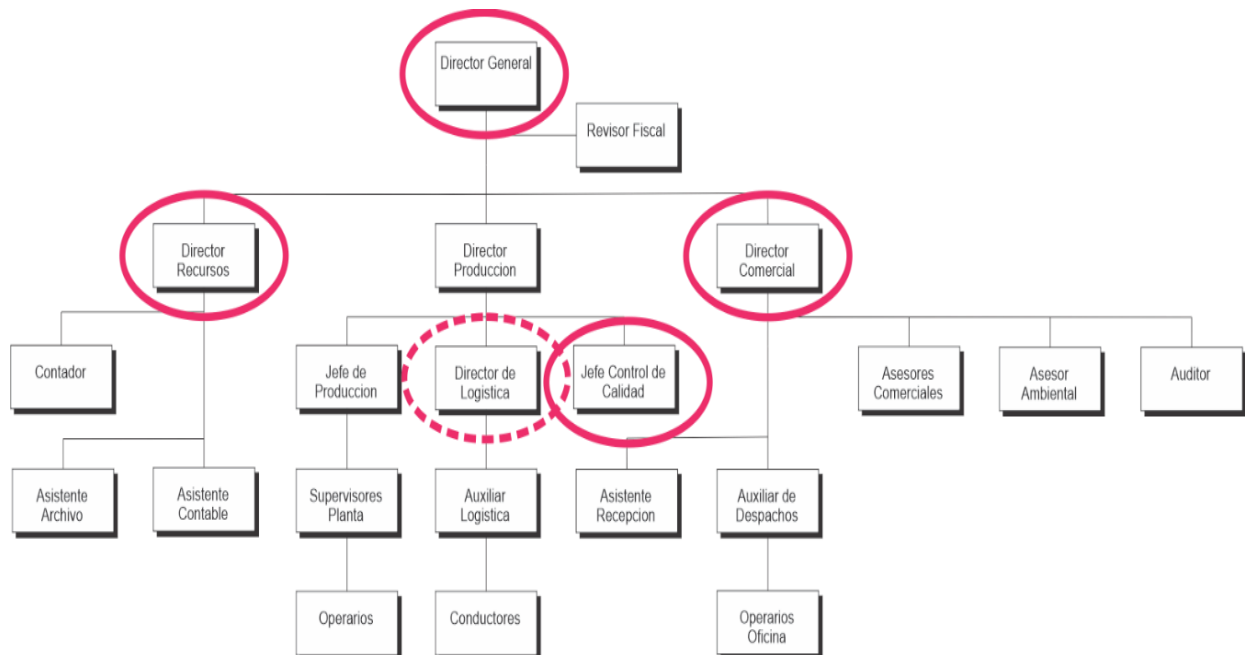 Director General
Revisor Fiscal
Director
Recursos
Director
Produccion
Director
Comercial
Contador
Jefe de
Produccion
Director de
Logistica
Jefe Control de
Calidad
Asesores
Comerciales
Asesor
Ambiental
Auditor
Asistente
Archivo
Asistente
Contable
Supervisores
Planta
Auxiliar
Logistica
Asistente
Recepcion
Auxiliar de
Despachos
Operarios
Conductores
Operarios
Oficina